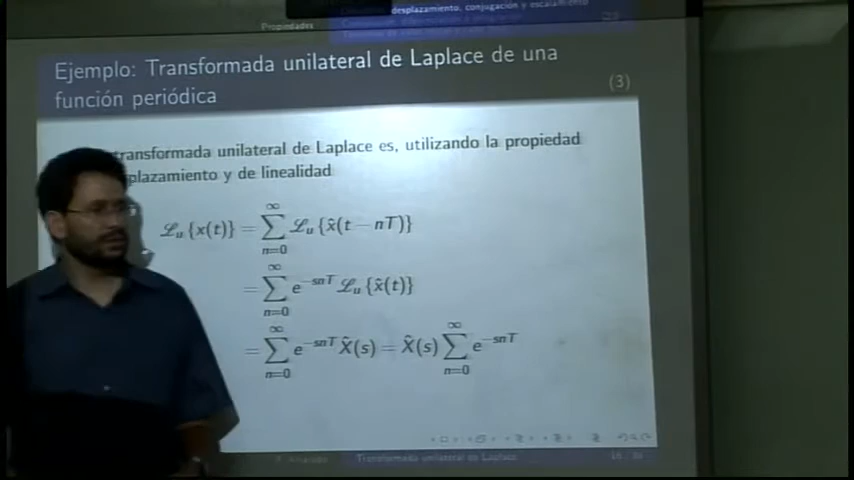 desplazamiento, conjugación y escalamiento
Propiedades
Ejemplo: Transformada unilateral de Laplace de una
función periódica
(3)
transformada unilateral de Laplace es, utilizando la propiedad
plazamiento y de linealidad
ℒᵤ {x(t)} = ∑_{n=0}^{∞} ℒᵤ {x̂(t − nT)}
= ∑_{n=0}^{∞} e^{−snT} ℒᵤ {x̂(t)}
= ∑_{n=0}^{∞} e^{−snT} X̂(s) = X̂(s) ∑_{n=0}^{∞} e^{−snT}
Transformada unilateral de Laplace